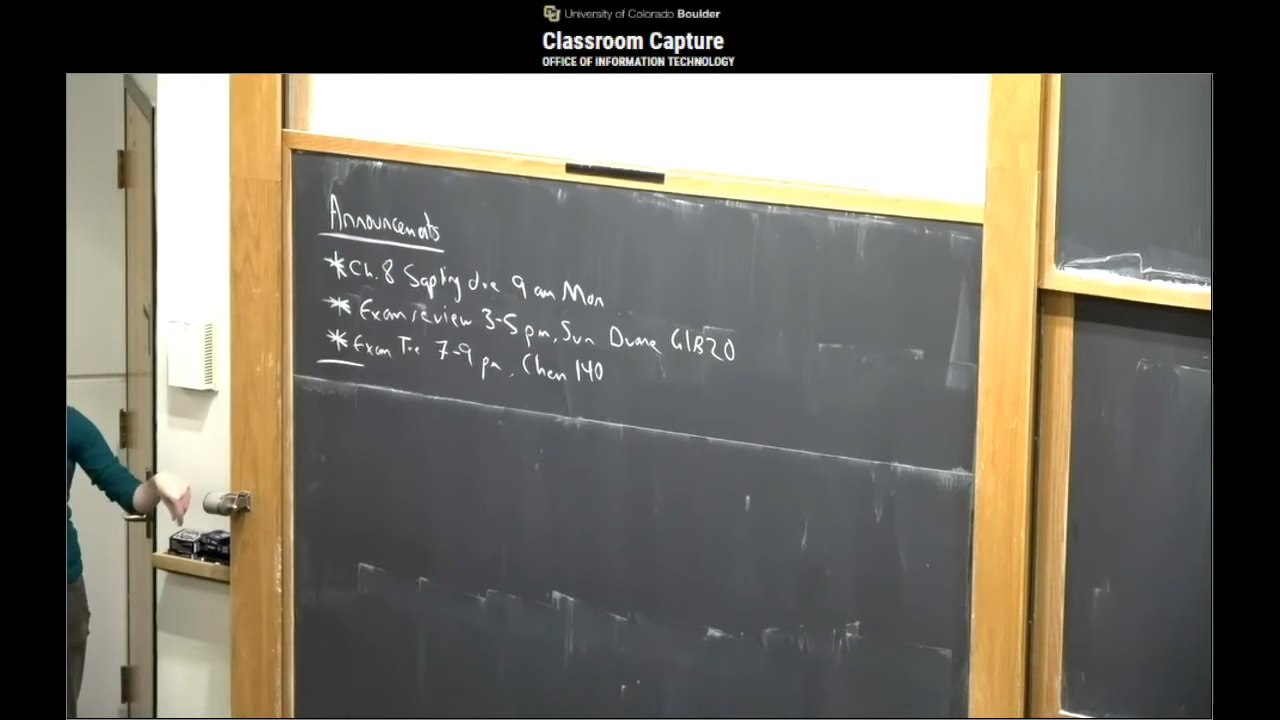 University of Colorado Boulder
Classroom Capture
OFFICE OF INFORMATION TECHNOLOGY
Announcements
*Ch. 8 Sapling due 9 am Mon
* Exam review 3-5 pm, Sun Duane G1B20
*Exam Tue 7-9 pm, Chem 140